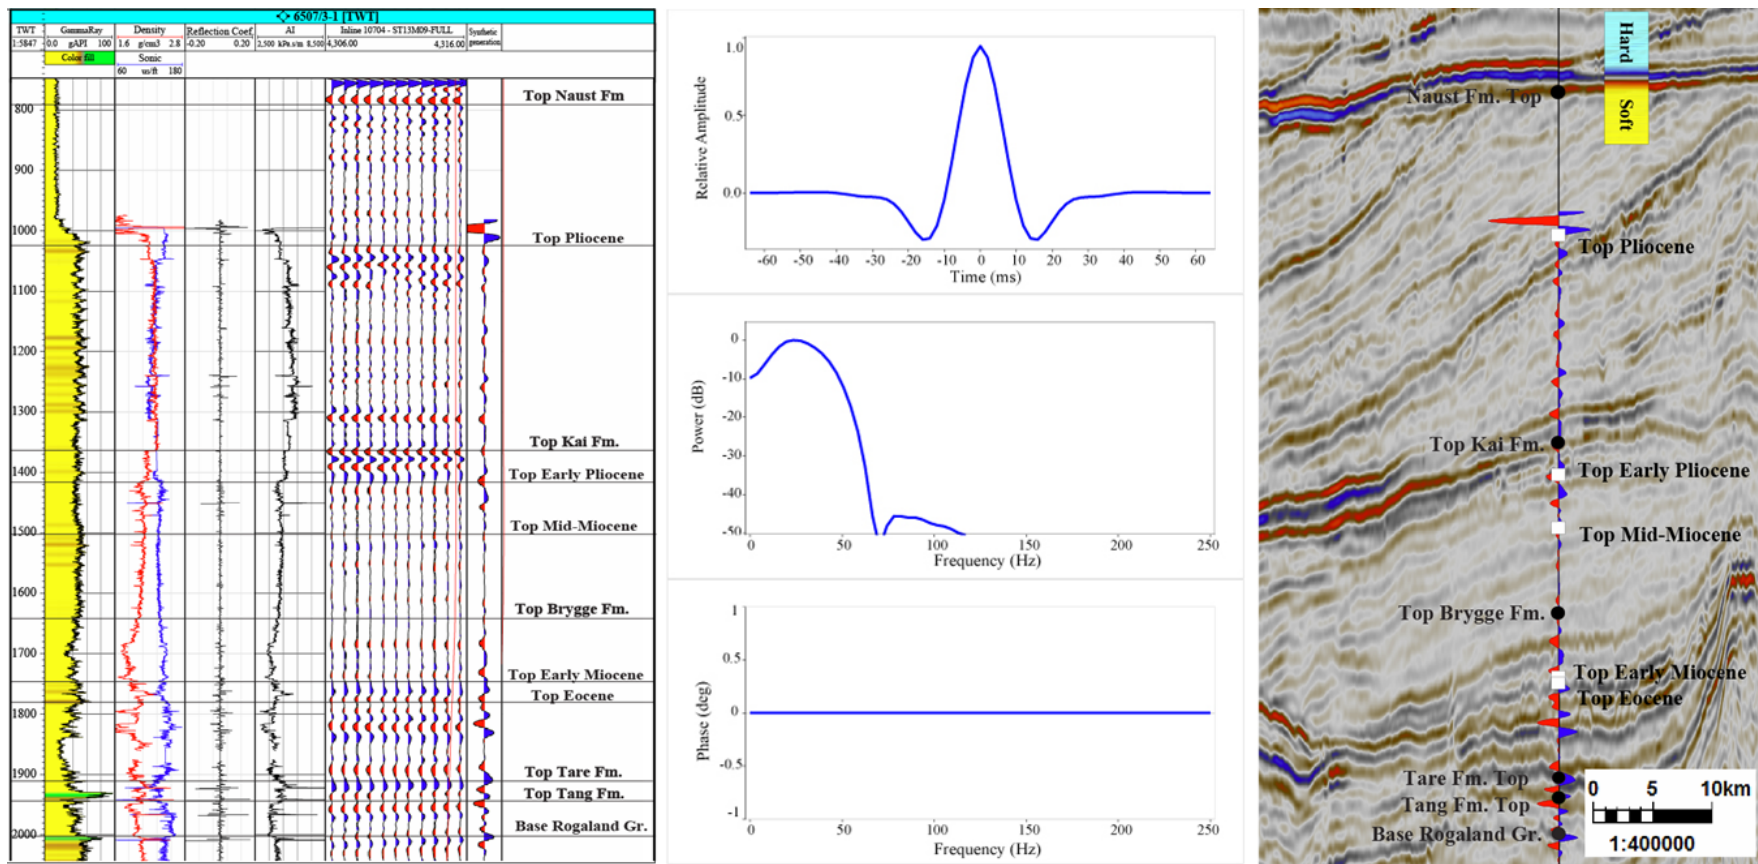 6507/3-1 [TWT]
TWT GammaRay Density Reflection Coef. AI Inline 10704 - ST13M09-FULL Synthetic generation
1:5847 0.0 gAPI 100 1.6 g/cm3 2.8 -0.20 0.20 2,500 kPa.s/m 8,500 4,306.00 4,316.00
Color fill Sonic
60 us/ft 180
Top Naust Fm
800
900
1000
Top Pliocene
1100
1200
1300
Top Kai Fm.
1400
Top Early Pliocene
1500
Top Mid-Miocene
1600
Top Brygge Fm.
1700
Top Early Miocene
Top Eocene
1800
Top Tare Fm.
1900
Top Tang Fm.
Base Rogaland Gr.
2000
Relative Amplitude
1.0
0.5
0.0
-60 -50 -40 -30 -20 -10 0 10 20 30 40 50 60
Time (ms)
Power (dB)
0
-10
-20
-30
-40
-50
0 50 100 150 200 250
Frequency (Hz)
Phase (deg)
1
0.5
0
-0.5
-1
0 50 100 150 200 250
Frequency (Hz)
Hard
Soft
Naust Fm. Top
Top Pliocene
Top Kai Fm.
Top Early Pliocene
Top Mid-Miocene
Top Brygge Fm.
Top Early Miocene
Top Eocene
Tare Fm. Top
Tang Fm. Top
Base Rogaland Gr.
0 5 10km
1:400000